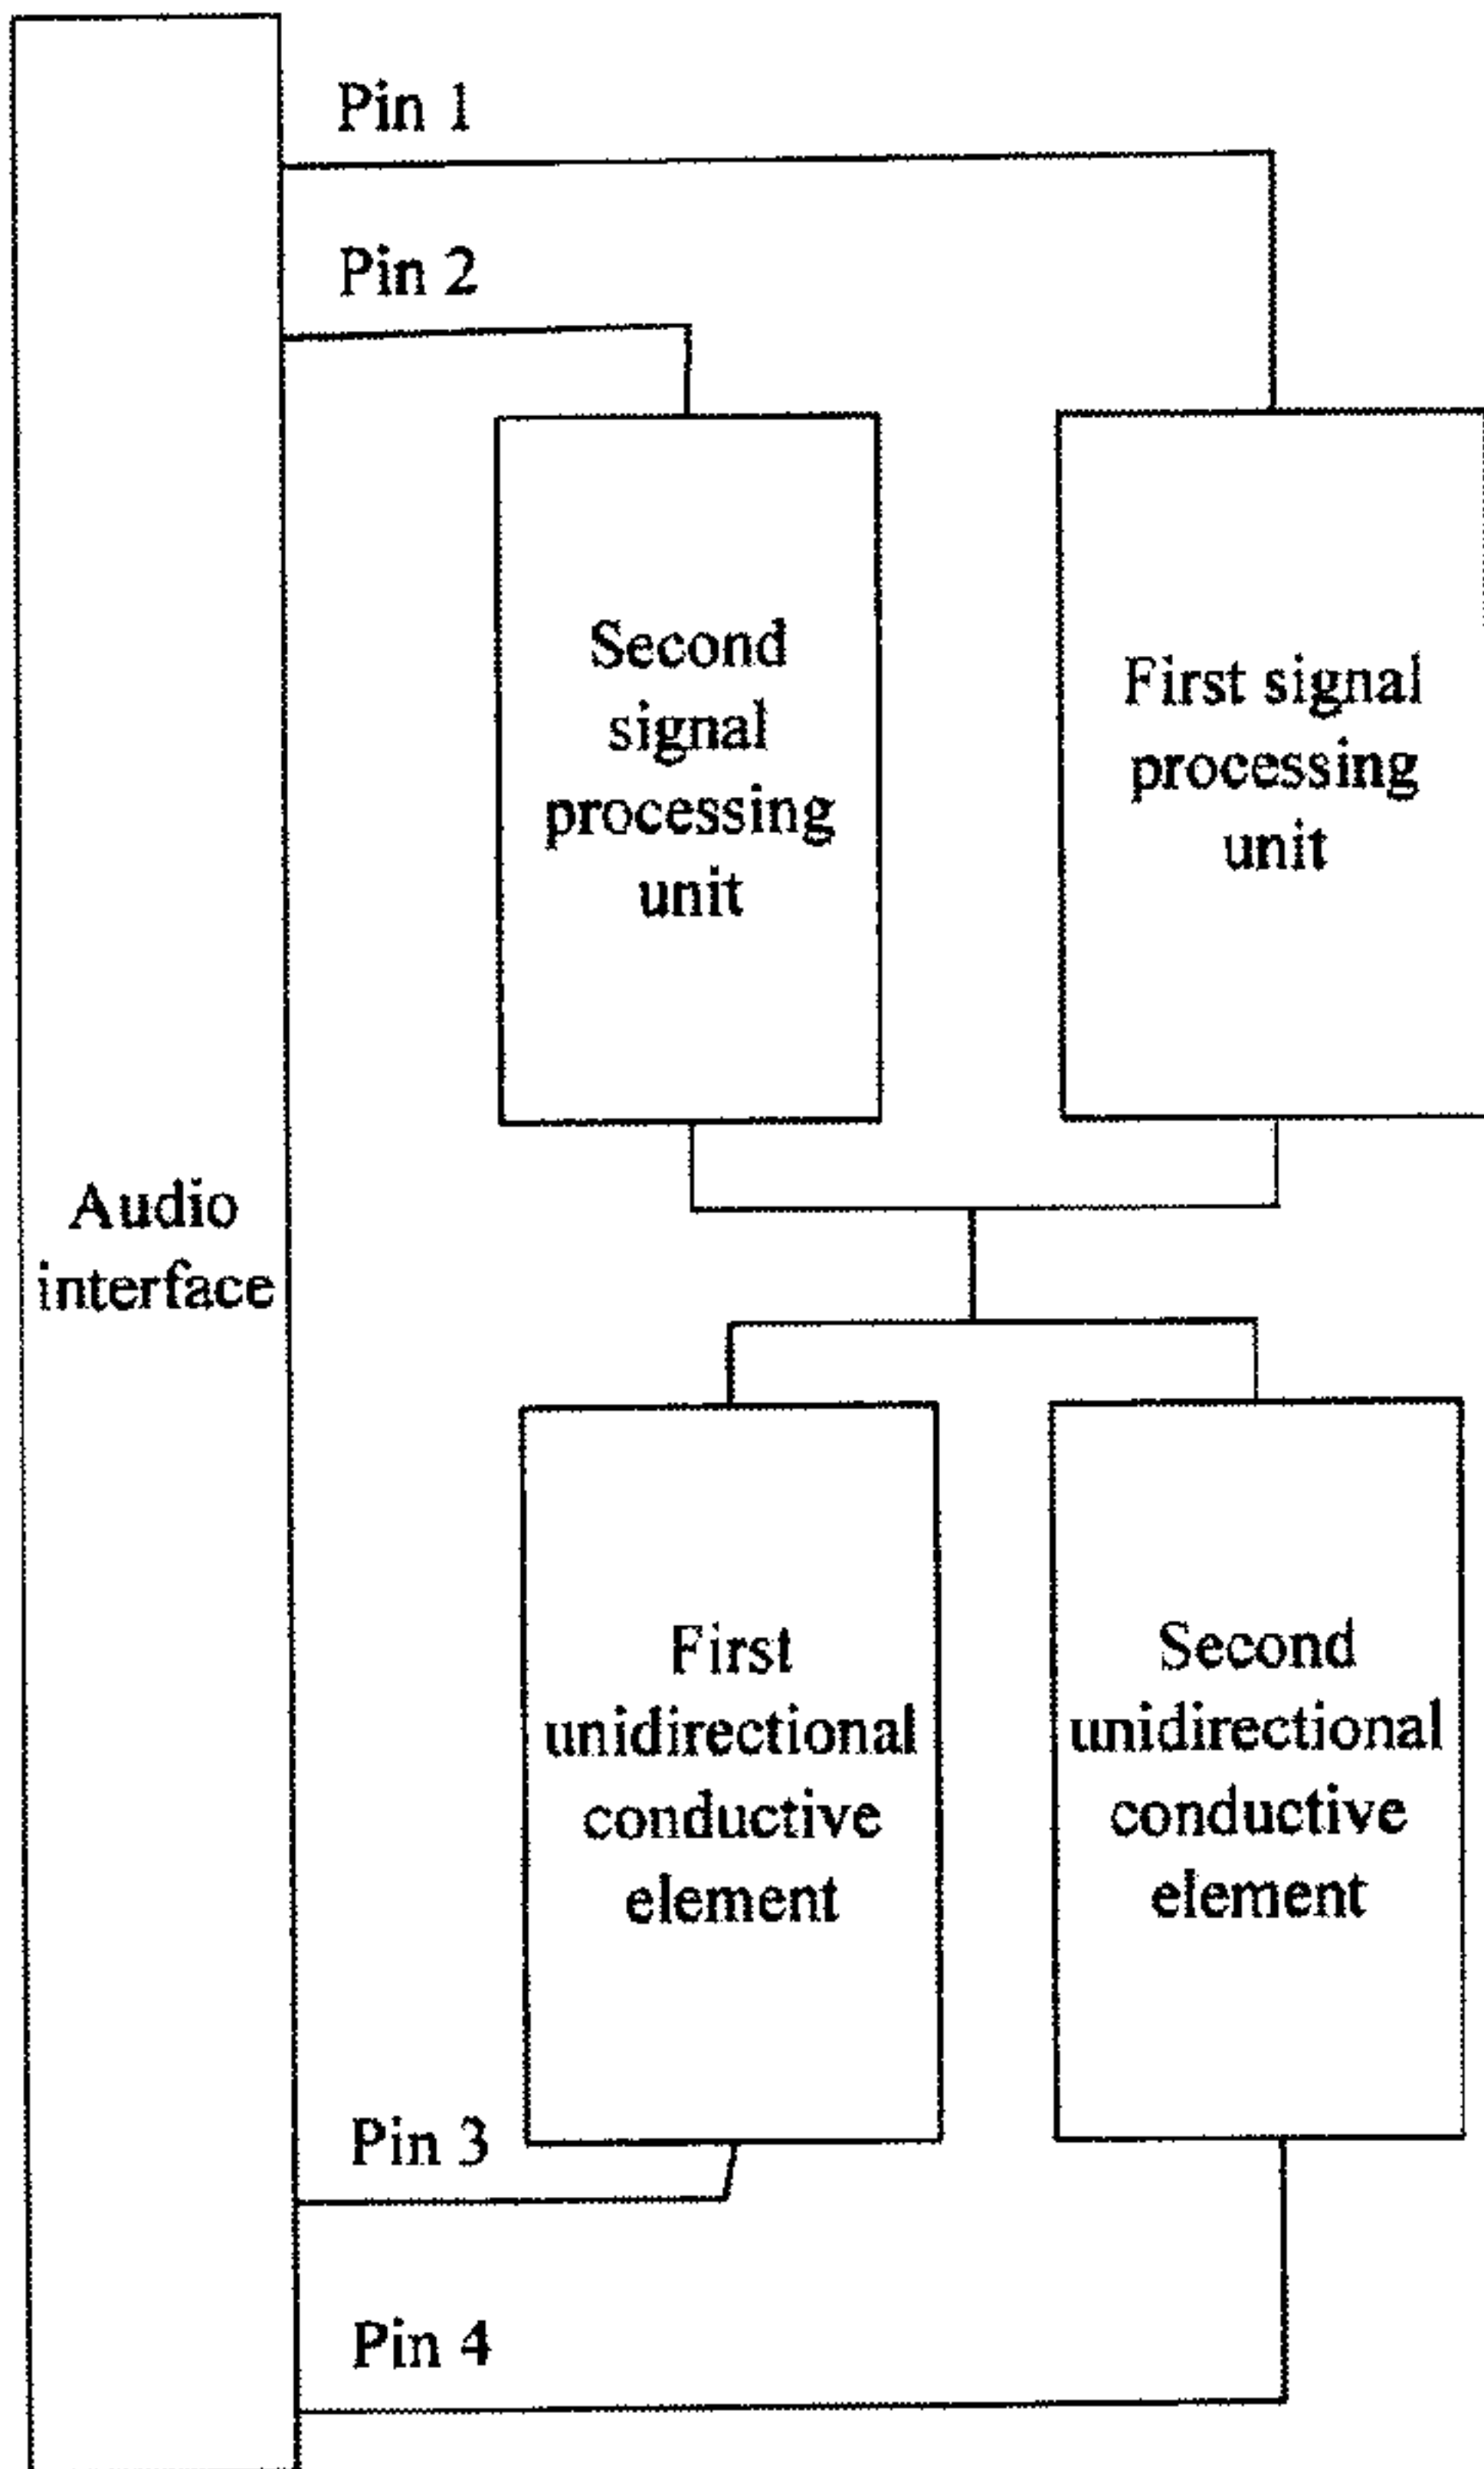 Pin 1
Pin 2
Second
signal
processing
unit
First signal
processing
unit
Audio
interface
First
unidirectional
conductive
element
Second
unidirectional
conductive
element
Pin 3
Pin 4